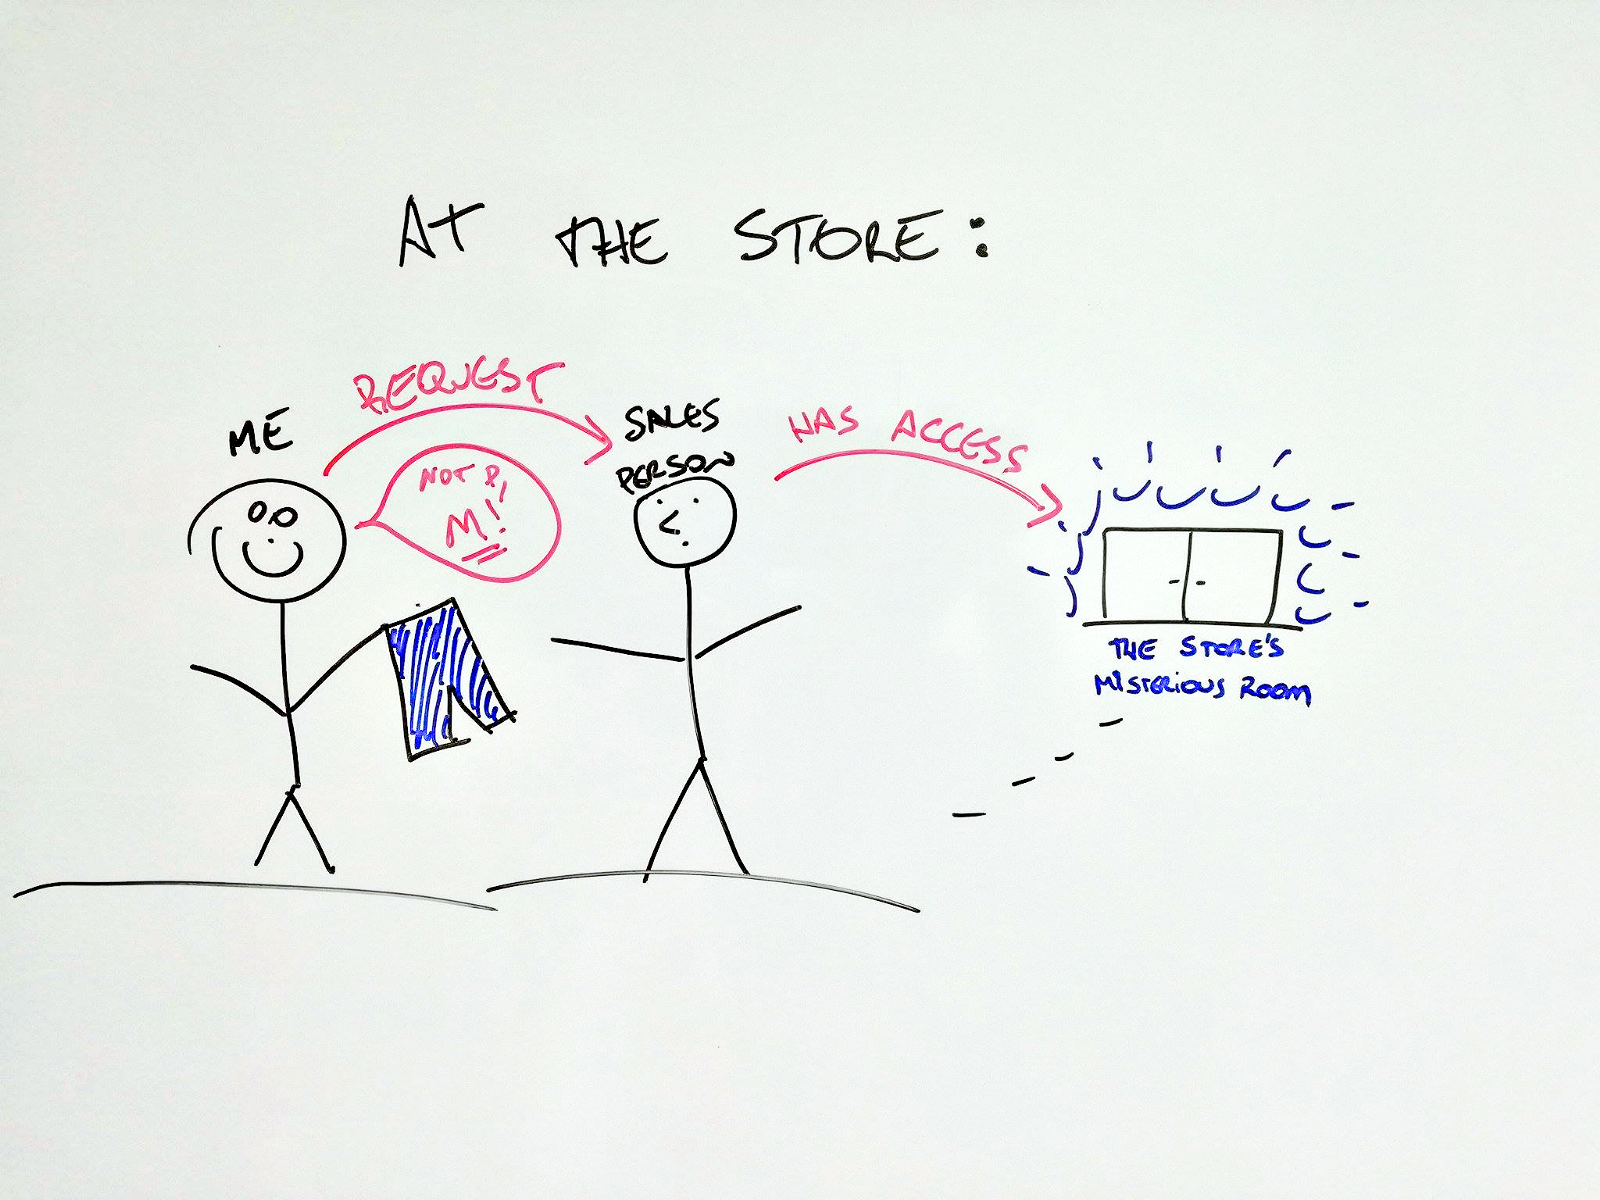 AT THE STORE:
REQUEST
ME
NOT P,
M!
SALES
PERSON
HAS ACCESS
THE STORE'S
MISTERIOUS ROOM